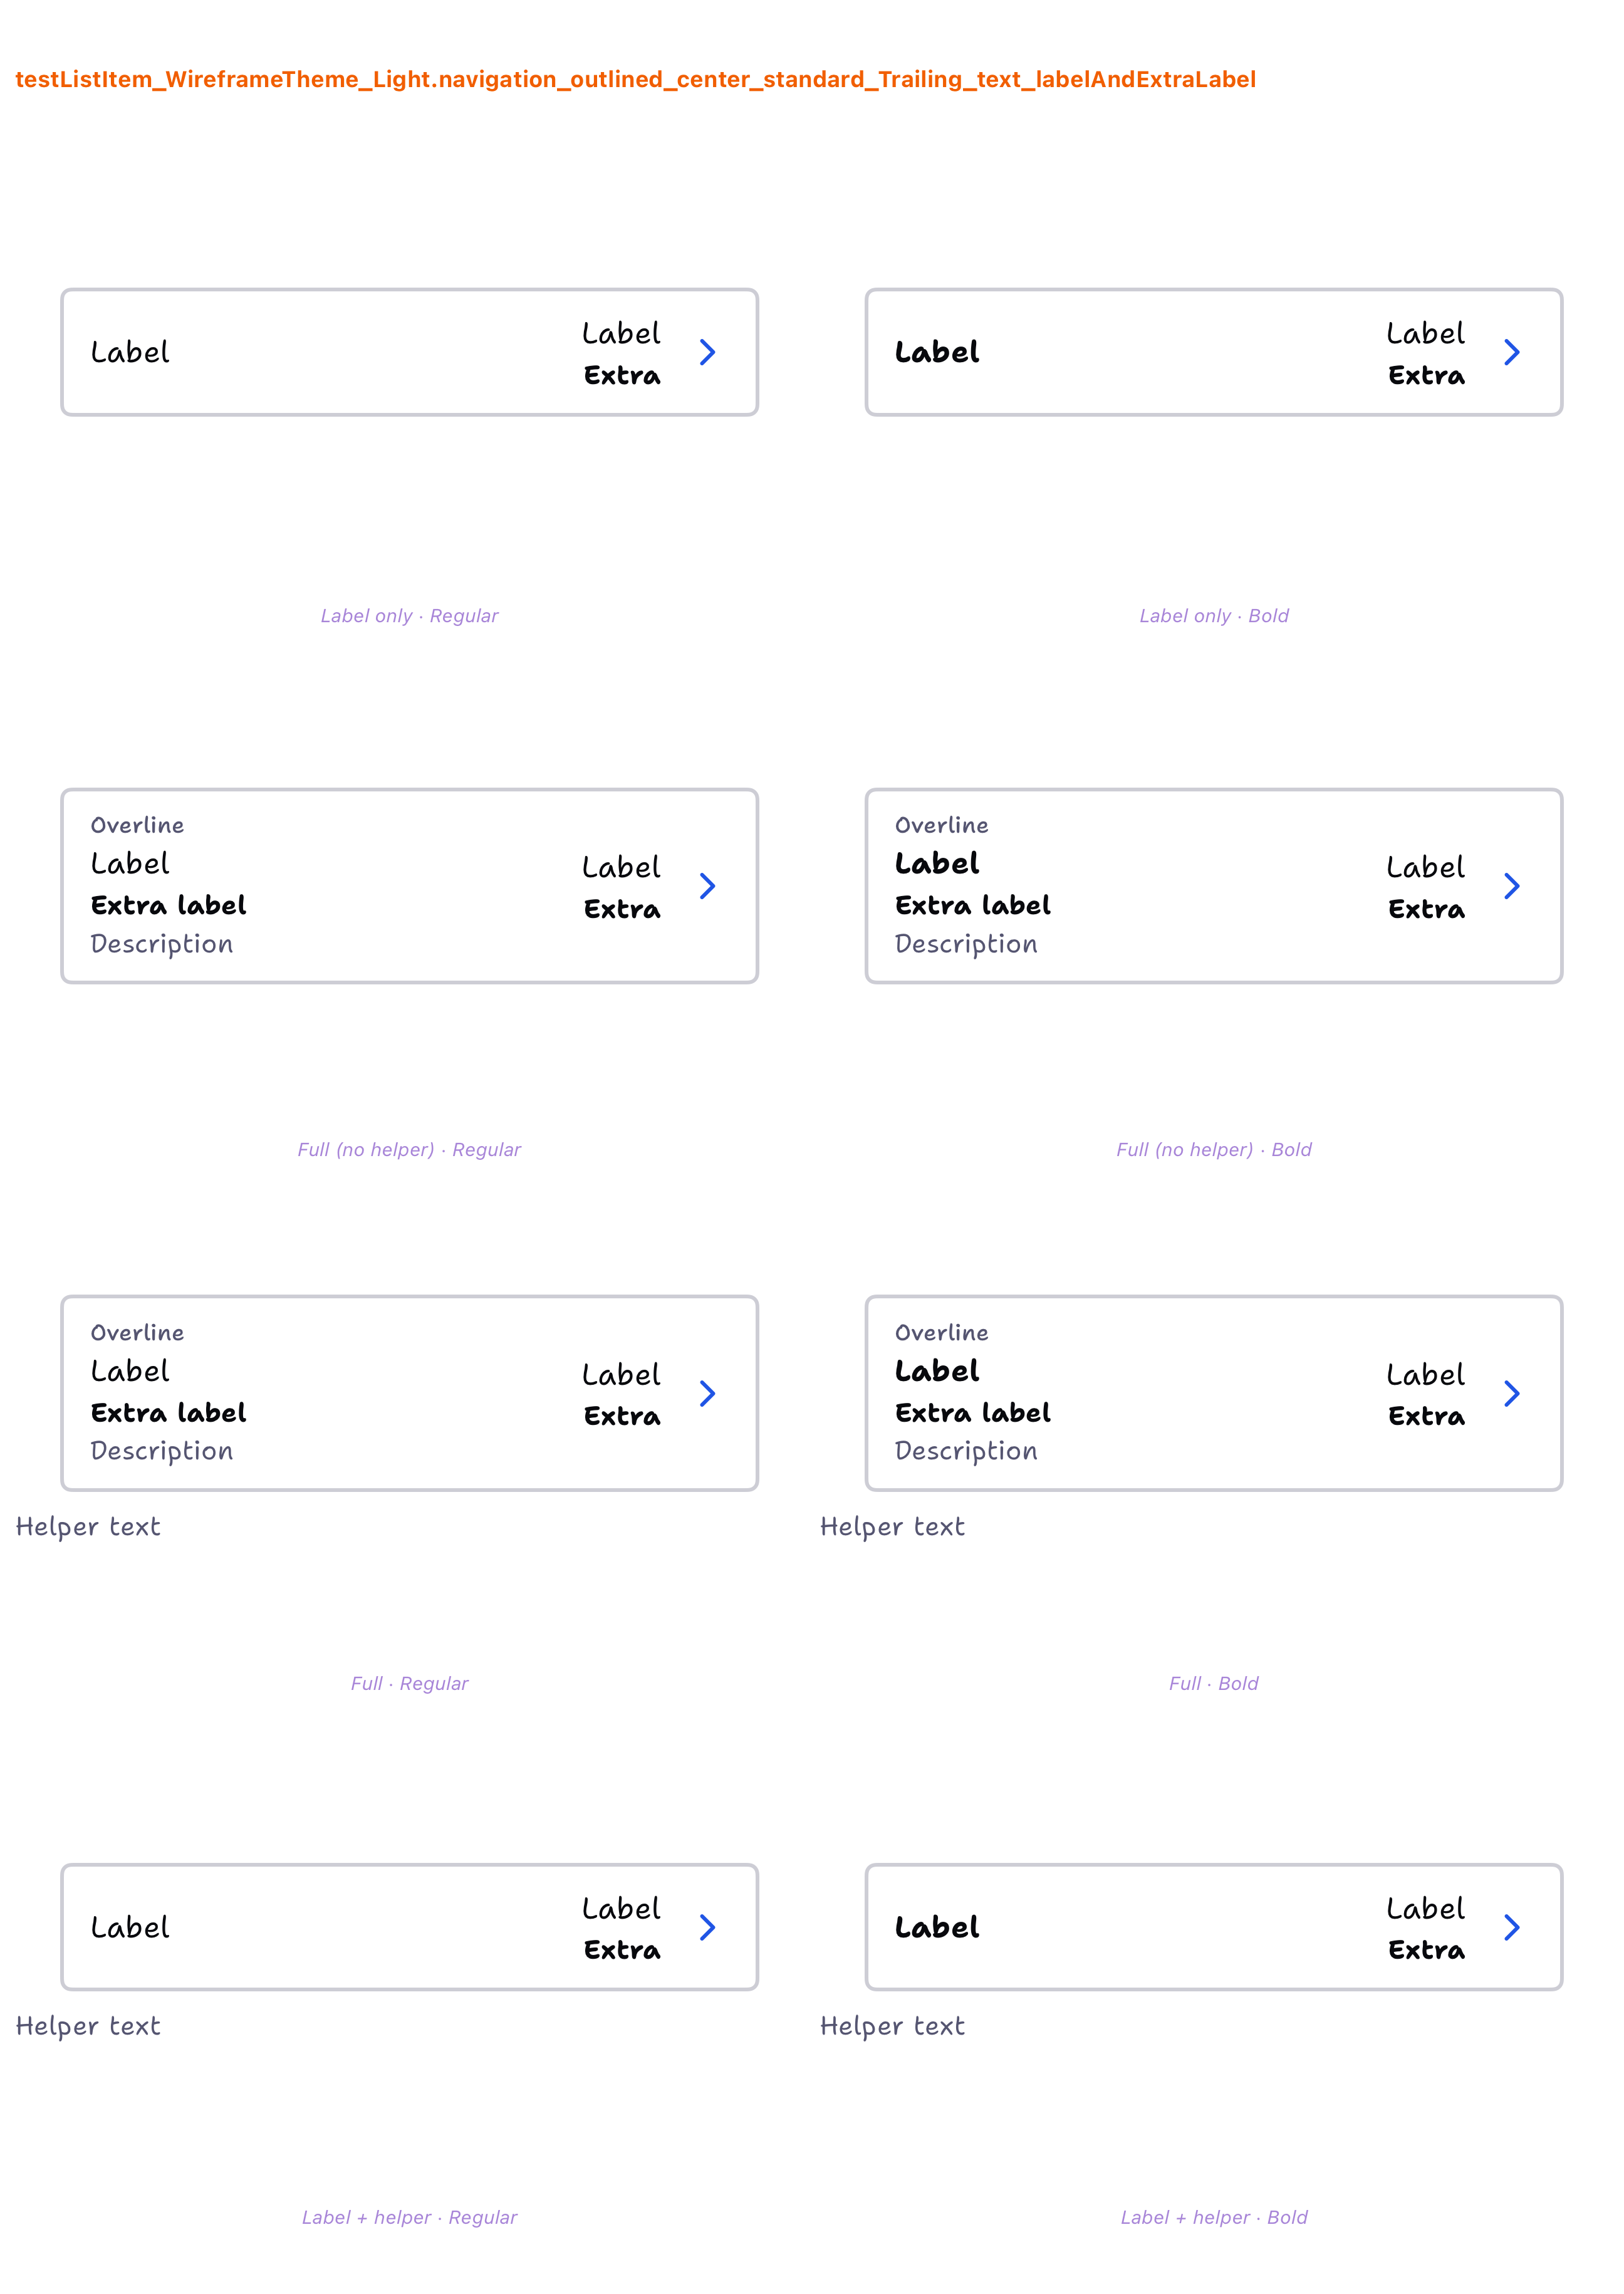 testListItem_WireframeTheme_Light.navigation_outlined_center_standard_Trailing_text_labelAndExtraLabel
Label
Label
Extra
Label
Label
Extra
Label only · Regular
Label only · Bold
Overline
Label
Extra label
Description
Label
Extra
Overline
Label
Extra label
Description
Label
Extra
Full (no helper) · Regular
Full (no helper) · Bold
Overline
Label
Extra label
Description
Label
Extra
Helper text
Overline
Label
Extra label
Description
Label
Extra
Helper text
Full · Regular
Full · Bold
Label
Label
Extra
Helper text
Label
Label
Extra
Helper text
Label + helper · Regular
Label + helper · Bold